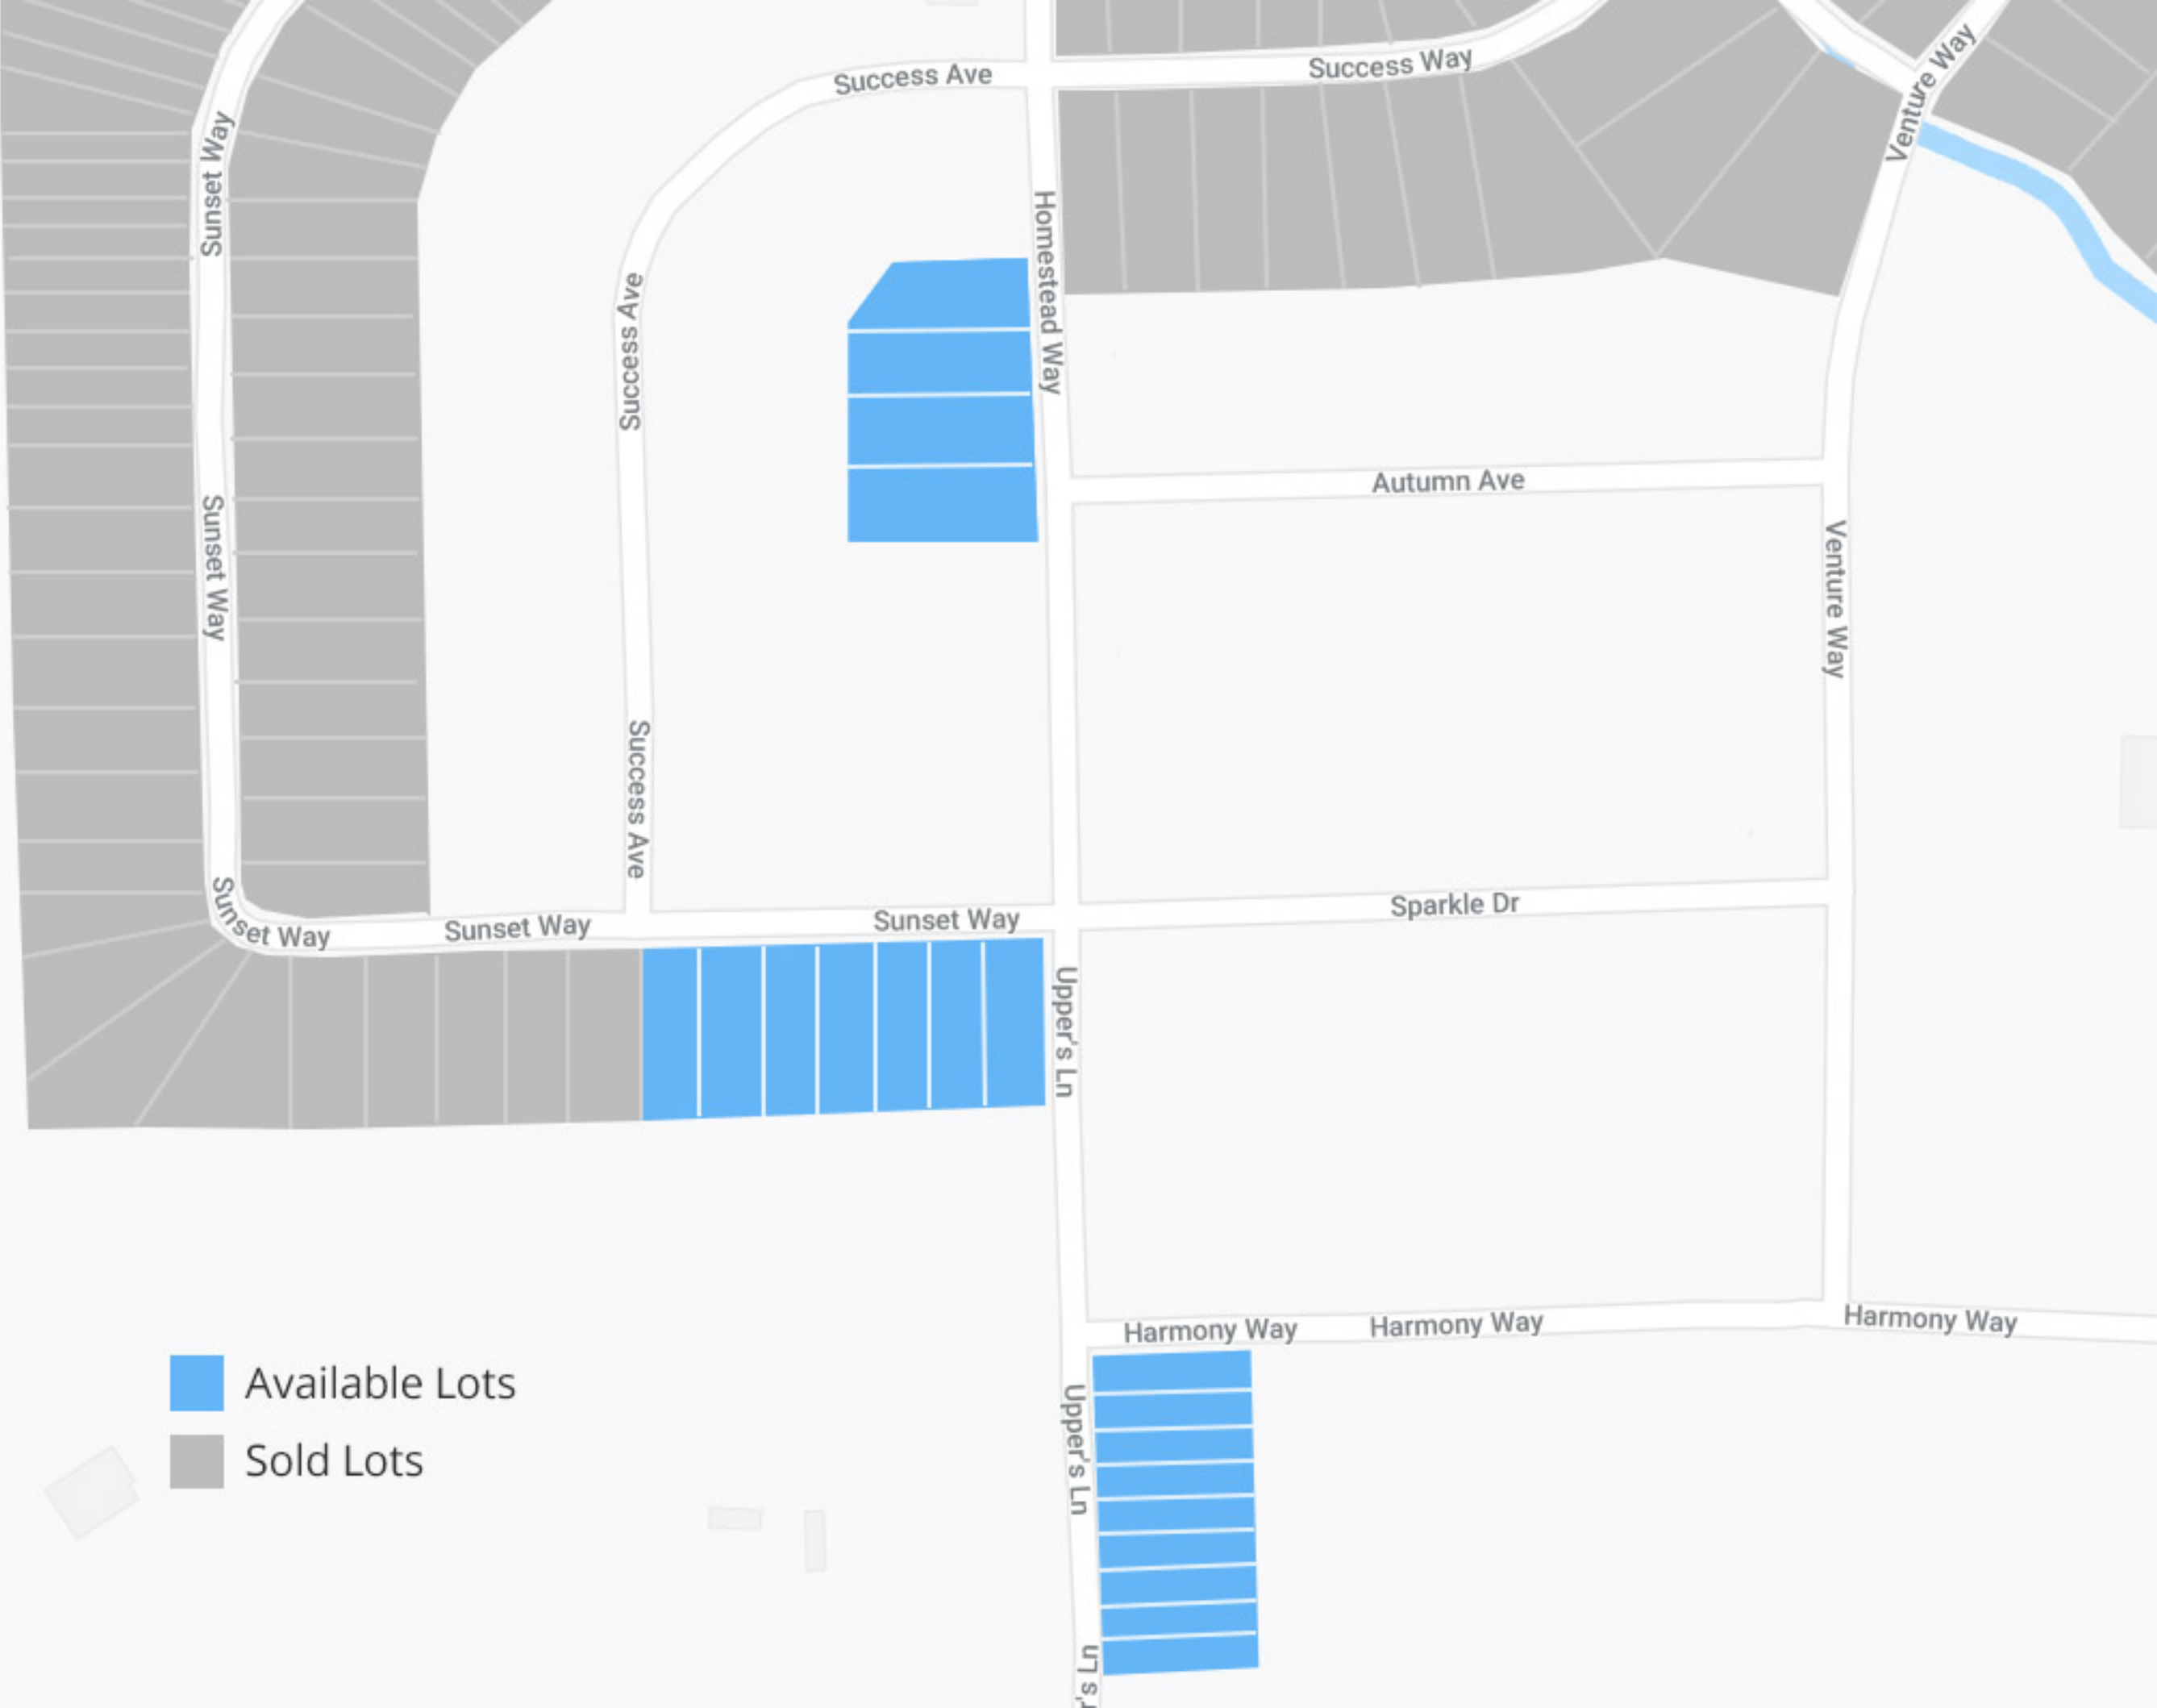 Success Ave
Success Way
Venture Way
Sunset Way
Homestead Way
Success Ave
Autumn Ave
Sunset Way
Venture Way
Success Ave
Sunset Way
Sunset Way
Sunset Way
Sparkle Dr
Upper's Ln
Harmony Way
Harmony Way
Harmony Way
Available Lots
Upper's Ln
Sold Lots
r's Ln